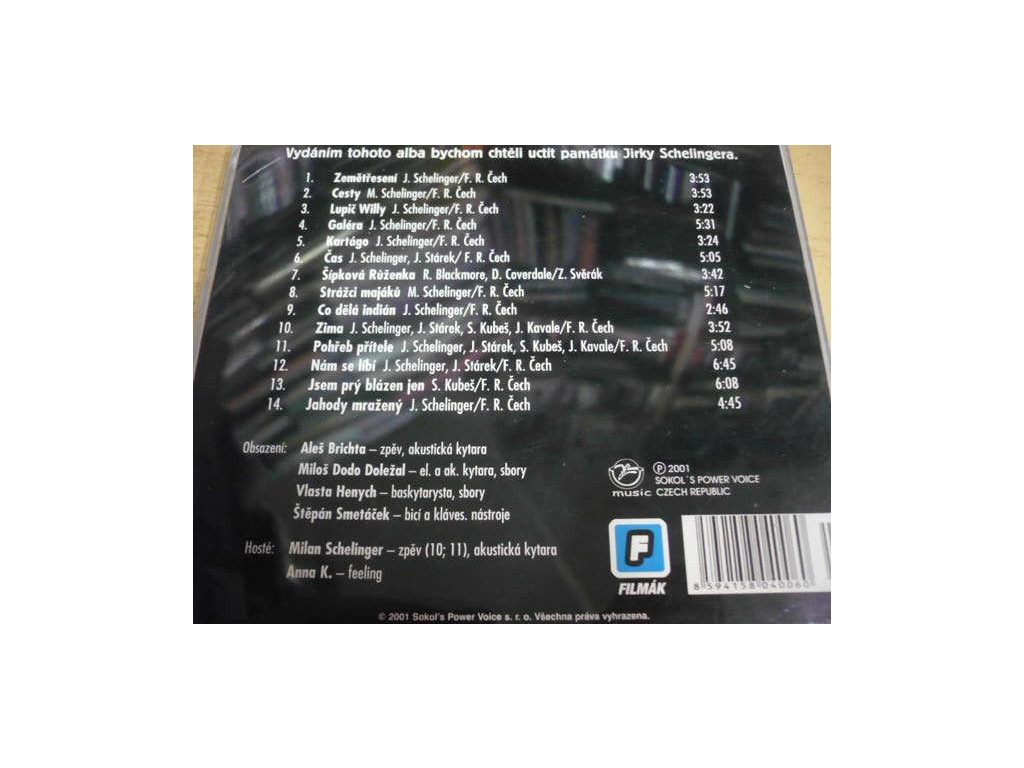 Vydáním tohoto alba bychom chtěli uctít památku Jirky Schelingera.
1. Zemětřesení J. Schelinger/F. R. Čech 3:53
2. Cesty M. Schelinger/F. R. Čech 3:53
3. Lupič Willy J. Schelinger/F. R. Čech 3:22
4. Galéra J. Schelinger/F. R. Čech 5:31
5. Kartágo J. Schelinger/F. R. Čech 3:24
6. Čas J. Schelinger, J. Stárek/ F. R. Čech 5:05
7. Šípková Růženka R. Blackmore, D. Coverdale/Z. Svěrák 3:42
8. Strážci majáků M. Schelinger/F. R. Čech 5:17
9. Co dělá indián J. Schelinger/F. R. Čech 2:46
10. Zima J. Schelinger, J. Stárek, S. Kubeš, J. Kavale/F. R. Čech 3:52
11. Pohřeb přítele J. Schelinger, J. Stárek, S. Kubeš, J. Kavale/F. R. Čech 5:08
12. Nám se líbí J. Schelinger, J. Stárek/F. R. Čech 6:45
13. Jsem prý blázen jen S. Kubeš/F. R. Čech 6:08
14. Jahody mražený J. Schelinger/F. R. Čech 4:45
Obsazení: Aleš Brichta – zpěv, akustická kytara
Miloš Dodo Doležal – el. a ak. kytara, sbory
Vlasta Henych – baskytarysta, sbory
Štěpán Smetáček – bicí a kláves. nástroje
Hosté: Milan Schelinger – zpěv (10; 11), akustická kytara
Anna K. – feeling
music
℗ 2001
SOKOL´S POWER VOICE
CZECH REPUBLIC
F
FILMÁK
8 594158 040060
© 2001 Sokol's Power Voice s. r. o. Všechna práva vyhrazena.